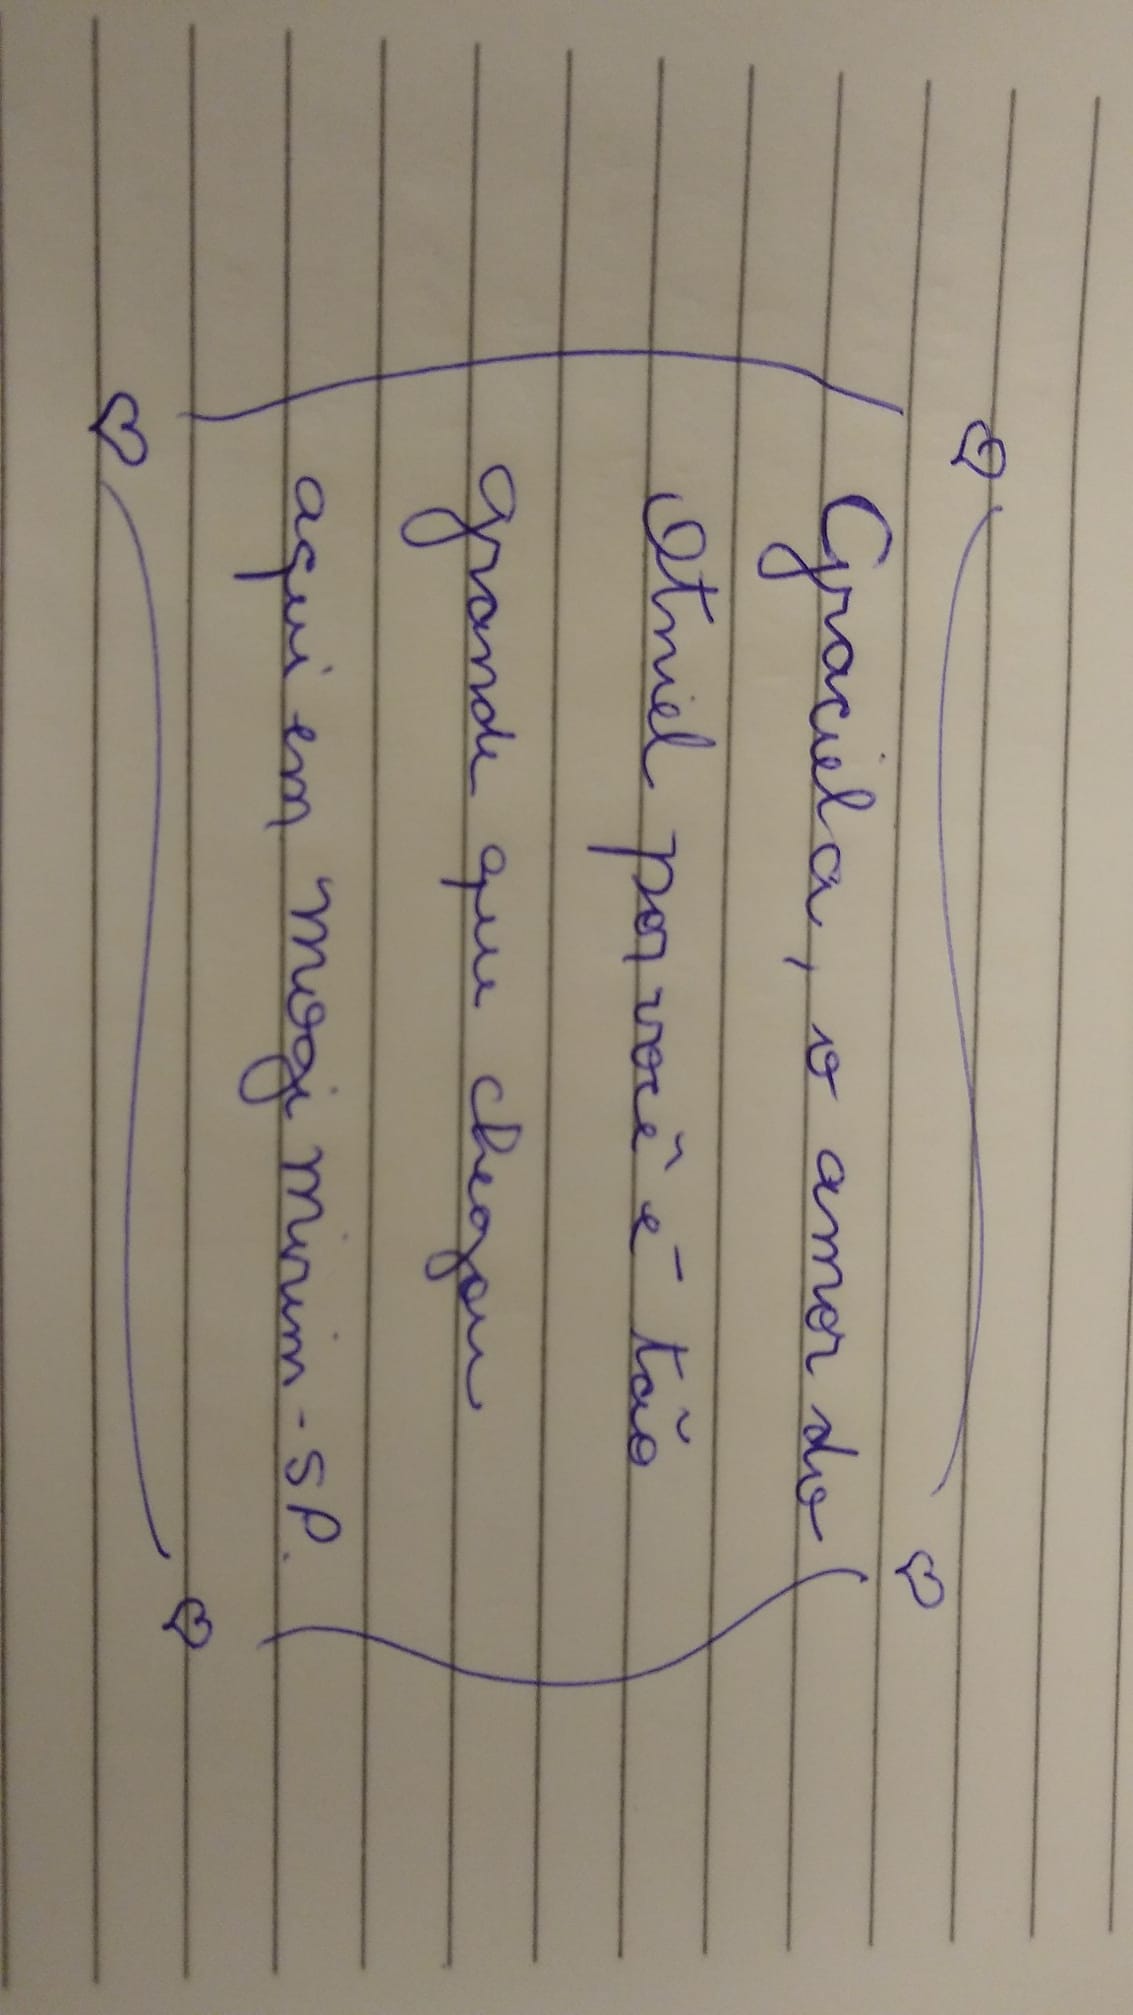 Graciela, o amor do
Otniel por você é tão
grande que chegou
aqui em mogi mirim - SP.